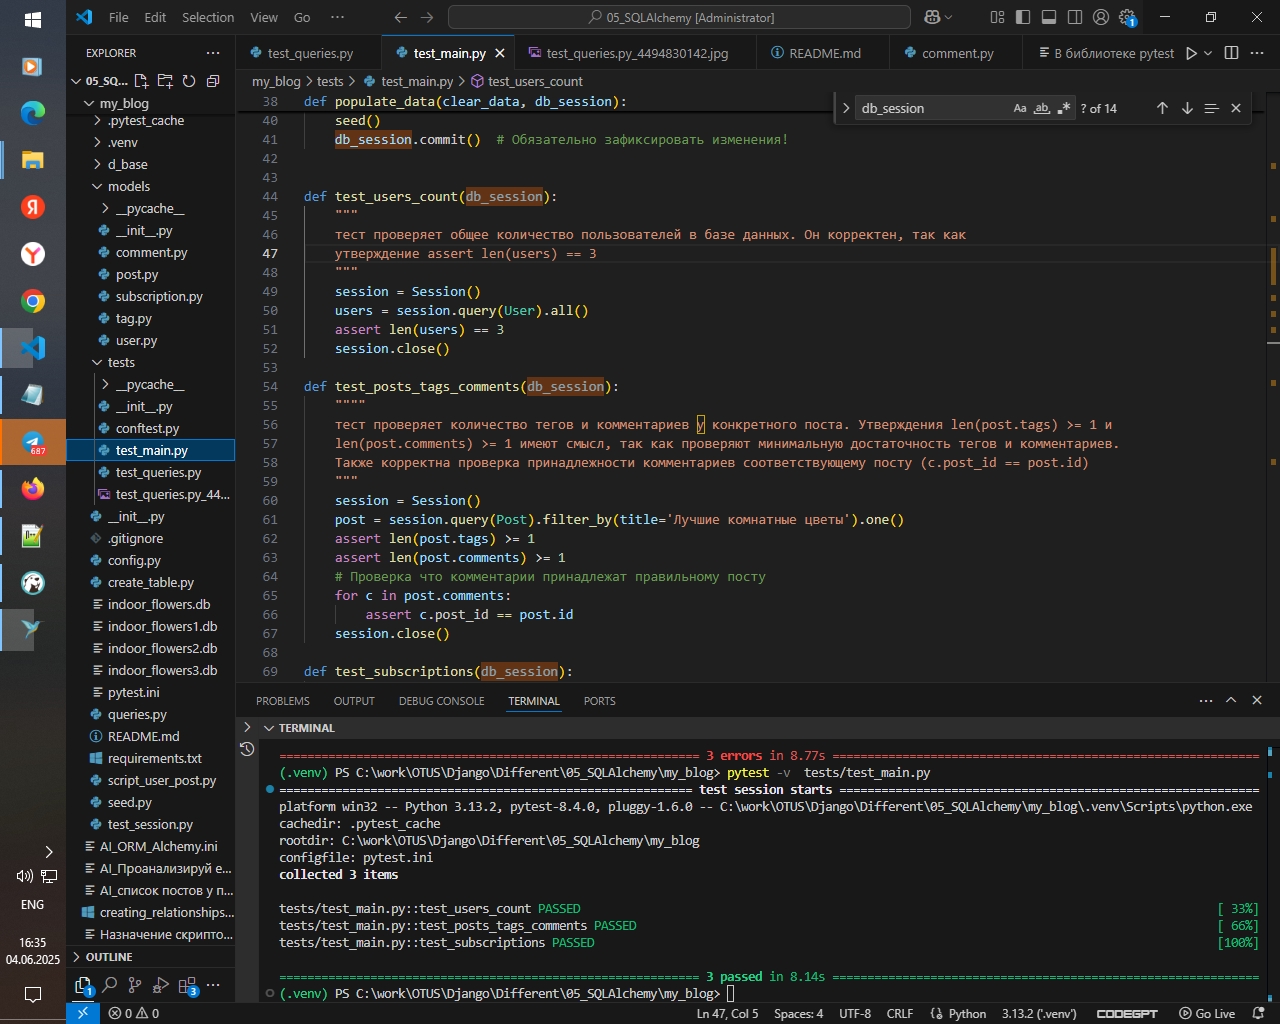 File Edit Selection View Go ··· 05_SQLAlchemy [Administrator]
EXPLORER ···
test_queries.py test_main.py test_queries.py_4494830142.jpg README.md comment.py В библиотеке pytest
05_SQ...
my_blog > tests > test_main.py > test_users_count
my_blog
.pytest_cache
.venv
d_base
models
__pycache__
__init__.py
comment.py
post.py
subscription.py
tag.py
user.py
tests
__pycache__
__init__.py
conftest.py
test_main.py
test_queries.py
test_queries.py_44...
__init__.py
.gitignore
config.py
create_table.py
indoor_flowers.db
indoor_flowers1.db
indoor_flowers2.db
indoor_flowers3.db
pytest.ini
queries.py
README.md
requirements.txt
script_user_post.py
seed.py
test_session.py
AI_ORM_Alchemy.ini
AI_Проанализируй е...
AI_список постов у п...
creating_relationships...
Назначение скрипто...
OUTLINE
db_session Aa ab ? of 14
38 def populate_data(clear_data, db_session):
40 seed()
41 db_session.commit() # Обязательно зафиксировать изменения!
42
43
44 def test_users_count(db_session):
45 """
46 тест проверяет общее количество пользователей в базе данных. Он корректен, так как
47 утверждение assert len(users) == 3
48 """
49 session = Session()
50 users = session.query(User).all()
51 assert len(users) == 3
52 session.close()
53
54 def test_posts_tags_comments(db_session):
55 """"
56 тест проверяет количество тегов и комментариев у конкретного поста. Утверждения len(post.tags) >= 1 и
57 len(post.comments) >= 1 имеют смысл, так как проверяют минимальную достаточность тегов и комментариев.
58 Также корректна проверка принадлежности комментариев соответствующему посту (c.post_id == post.id)
59 """
60 session = Session()
61 post = session.query(Post).filter_by(title='Лучшие комнатные цветы').one()
62 assert len(post.tags) >= 1
63 assert len(post.comments) >= 1
64 # Проверка что комментарии принадлежат правильному посту
65 for c in post.comments:
66 assert c.post_id == post.id
67 session.close()
68
69 def test_subscriptions(db_session):
PROBLEMS OUTPUT DEBUG CONSOLE TERMINAL PORTS
TERMINAL
3 errors in 8.77s
(.venv) PS C:\work\OTUS\Django\Different\05_SQLAlchemy\my_blog> pytest -v tests/test_main.py
test session starts
platform win32 -- Python 3.13.2, pytest-8.4.0, pluggy-1.6.0 -- C:\work\OTUS\Django\Different\05_SQLAlchemy\my_blog\.venv\Scripts\python.exe
cachedir: .pytest_cache
rootdir: C:\work\OTUS\Django\Different\05_SQLAlchemy\my_blog
configfile: pytest.ini
collected 3 items
tests/test_main.py::test_users_count PASSED [ 33%]
tests/test_main.py::test_posts_tags_comments PASSED [ 66%]
tests/test_main.py::test_subscriptions PASSED [100%]
3 passed in 8.14s
(.venv) PS C:\work\OTUS\Django\Different\05_SQLAlchemy\my_blog>
Я
687
ENG
16:35
04.06.2025
1 3 1
0 0 Ln 47, Col 5 Spaces: 4 UTF-8 CRLF {} Python 3.13.2 ('.venv') CODEGPT Go Live